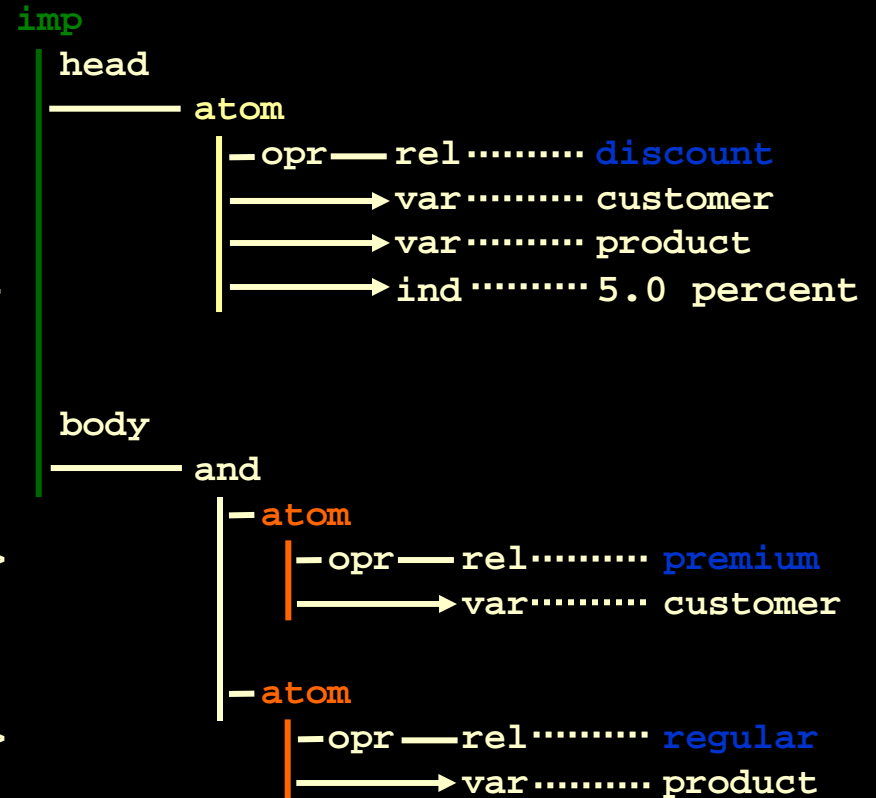 imp
head
atom
opr rel discount
var customer
var product
ind 5.0 percent
body
and
atom
opr rel premium
var customer
atom
opr rel regular
var product